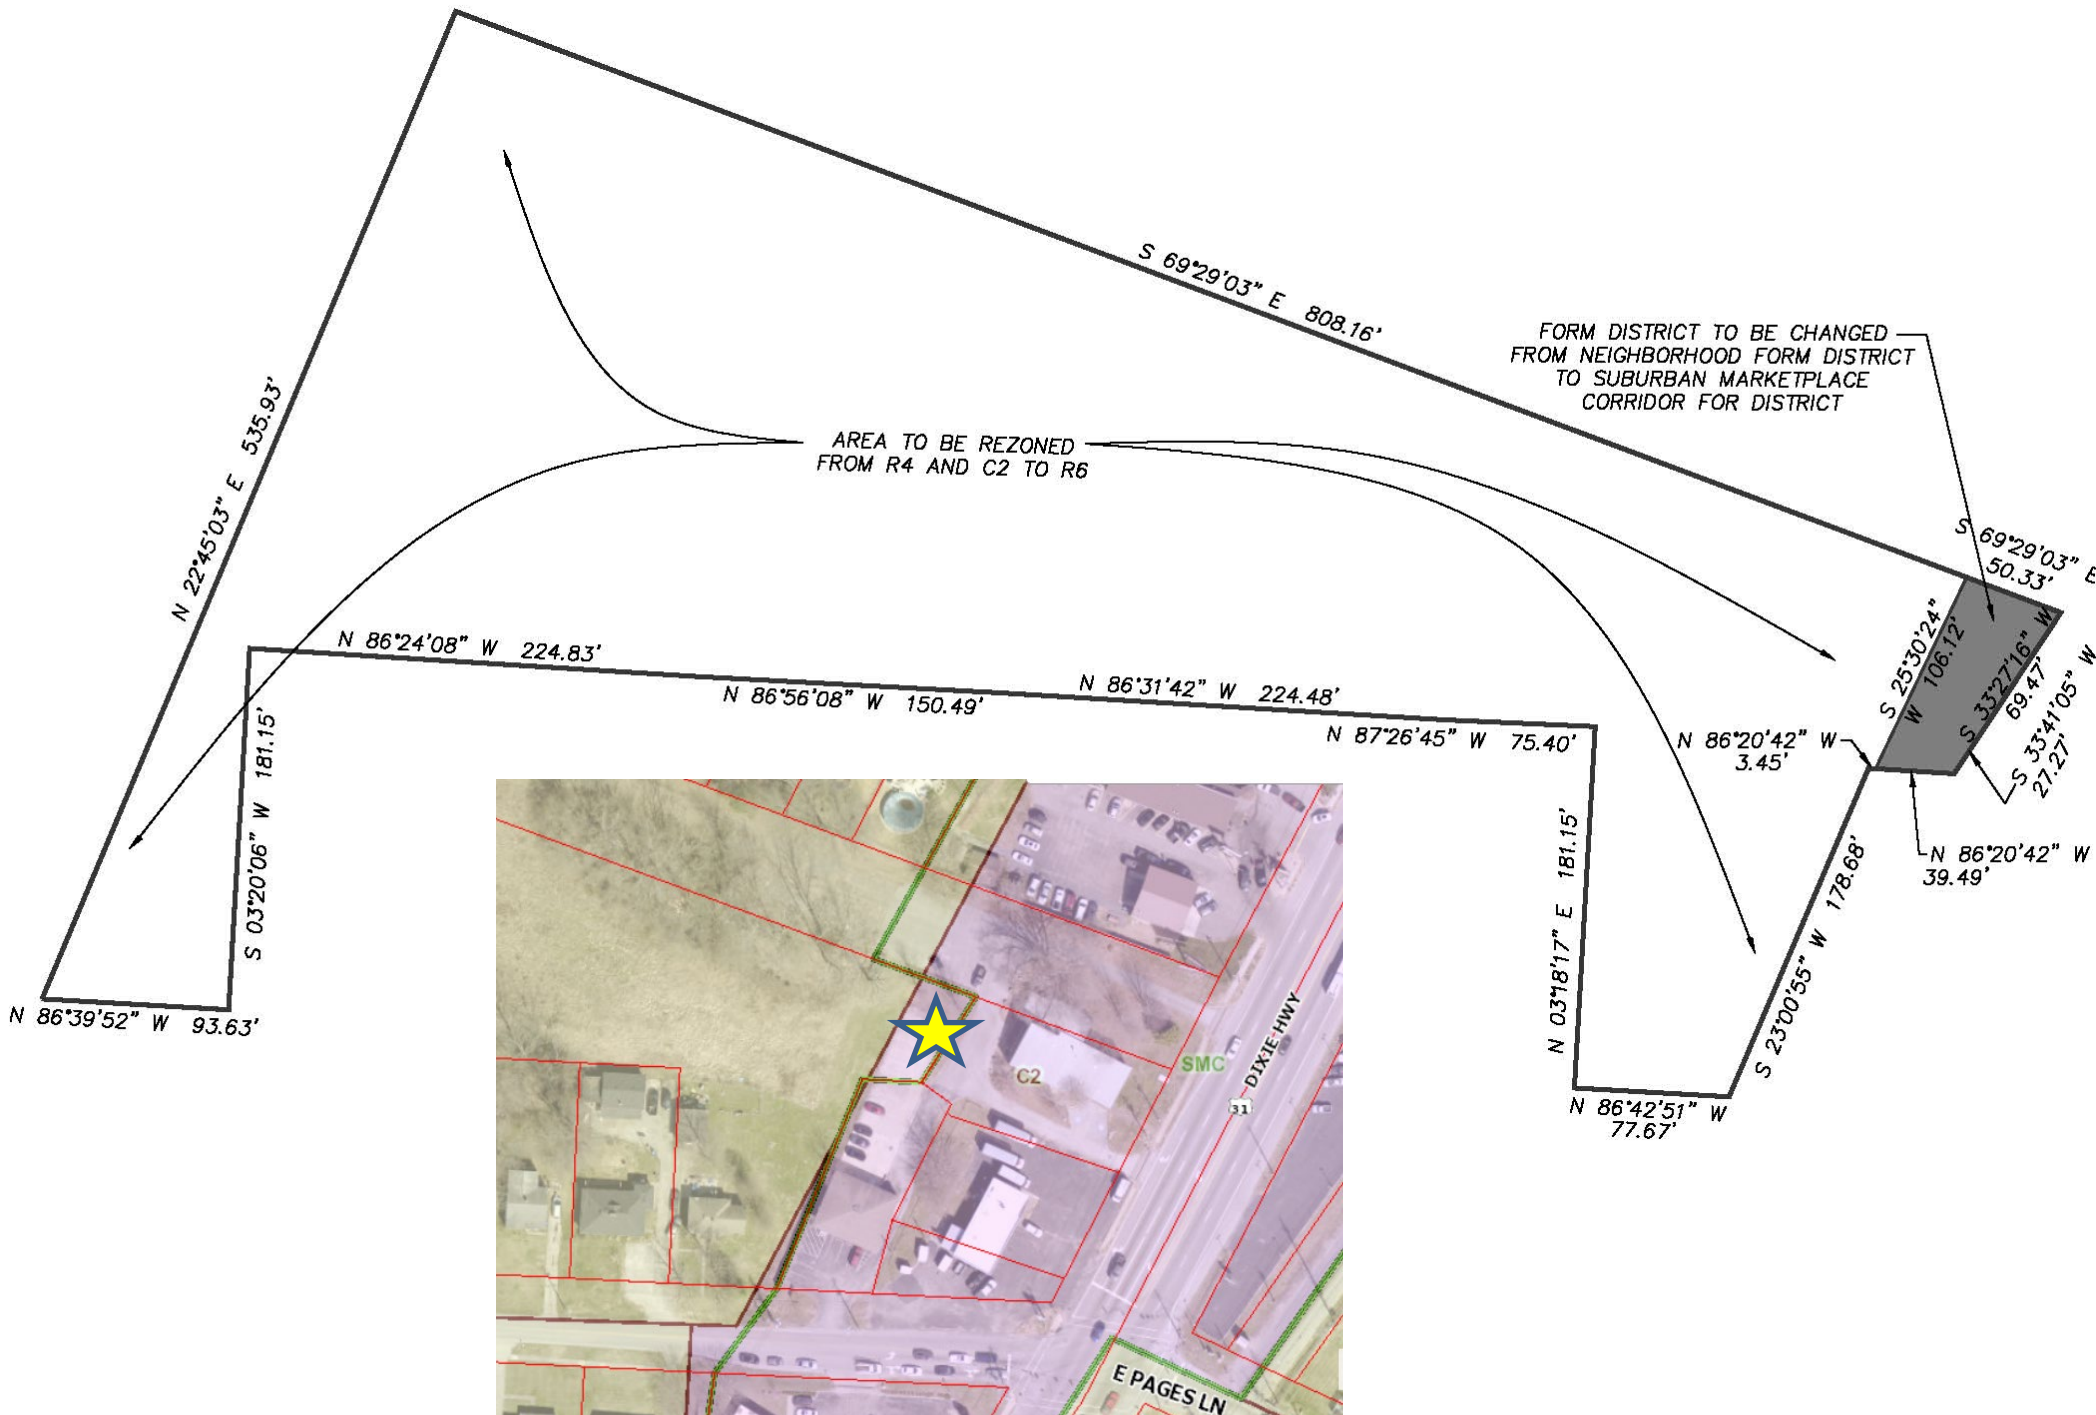 S 69°29'03" E 808.16'
FORM DISTRICT TO BE CHANGED
FROM NEIGHBORHOOD FORM DISTRICT
TO SUBURBAN MARKETPLACE
CORRIDOR FOR DISTRICT
N 22°45'03" E 535.93'
AREA TO BE REZONED
FROM R4 AND C2 TO R6
S 69°29'03" E
50.33'
S 25°30'24"
W 106.12'
S 33°27'16" W
69.47'
S 33°41'05" W
27.27'
N 86°24'08" W 224.83'
N 86°56'08" W 150.49'
N 86°31'42" W 224.48'
N 87°26'45" W 75.40'
N 86°20'42" W
3.45'
N 86°20'42" W
39.49'
S 03°20'06" W 181.15'
N 86°39'52" W 93.63'
N 03°18'17" E 181.15'
S 23°00'55" W 178.68'
N 86°42'51" W
77.67'
SMC
C2
DIXIE HWY
31
E PAGES LN